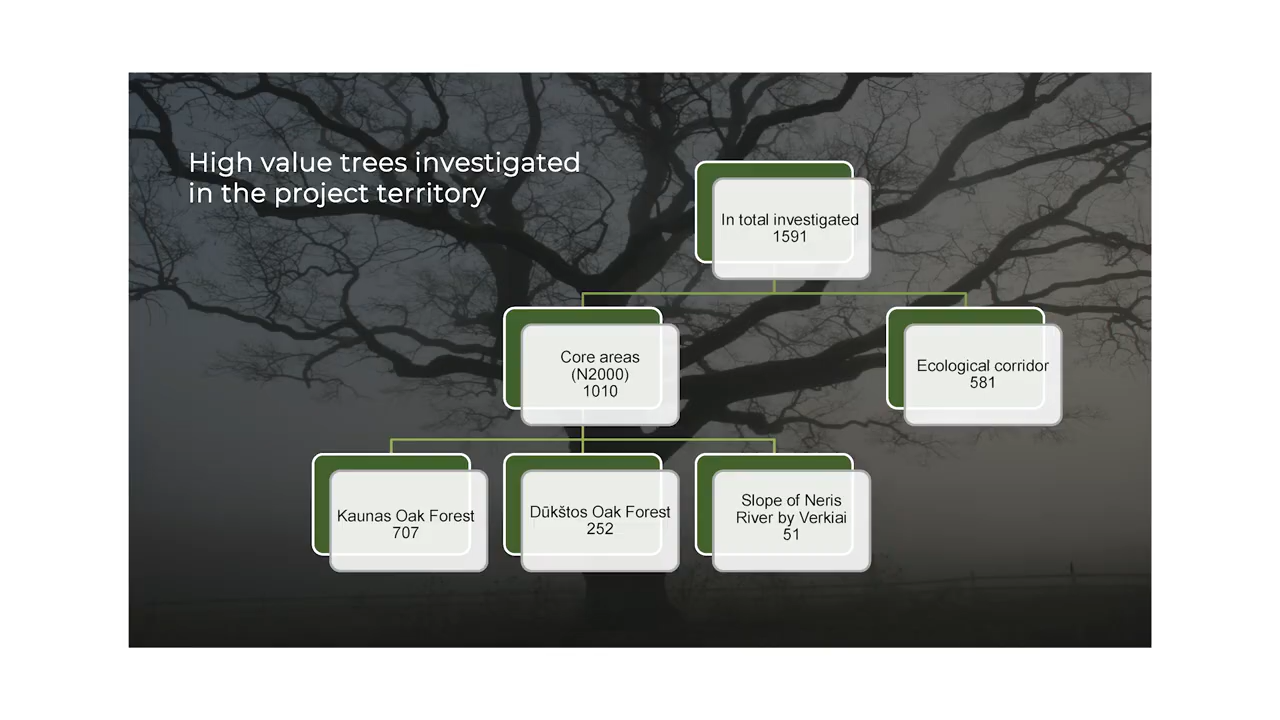 High value trees investigated
in the project territory
In total investigated
1591
Core areas
(N2000)
1010
Ecological corridor
581
Kaunas Oak Forest
707
Dūkštos Oak Forest
252
Slope of Neris
River by Verkiai
51